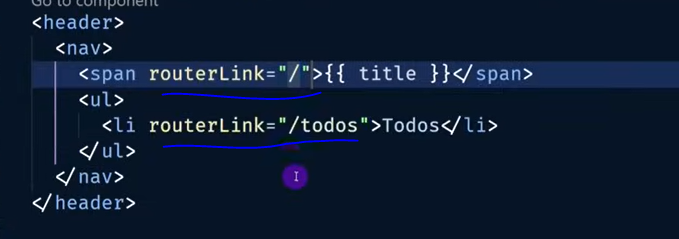 Go to component
<header>
<nav>
<span routerLink="/">{{ title }}</span>
<ul>
<li routerLink="/todos">Todos</li>
</ul>
</nav>
</header>